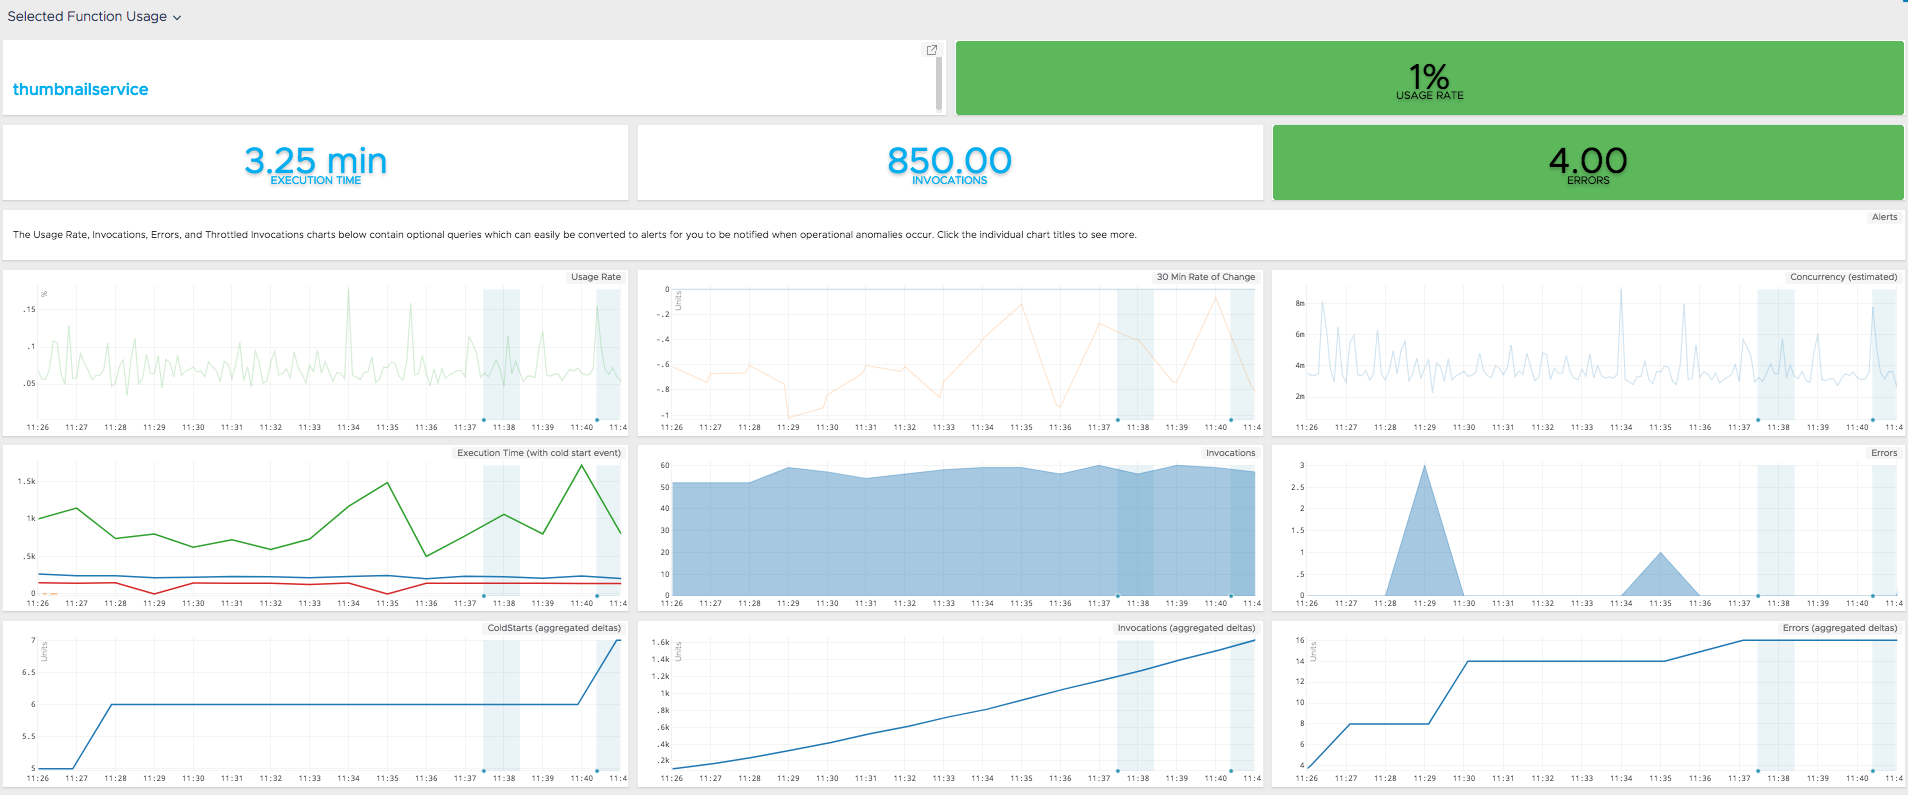 Selected Function Usage
thumbnailservice
1%
USAGE RATE
3.25 min
EXECUTION TIME
850.00
INVOCATIONS
4.00
ERRORS
Alerts
The Usage Rate, Invocations, Errors, and Throttled Invocations charts below contain optional queries which can easily be converted to alerts for you to be notified when operational anomalies occur. Click the individual chart titles to see more.
Usage Rate
%
.15
.1
.05
11:26 11:27 11:28 11:29 11:30 11:31 11:32 11:33 11:34 11:35 11:36 11:37 11:38 11:39 11:40 11:4
30 Min Rate of Change
Units
0
-.2
-.4
-.6
-.8
-1
11:26 11:27 11:28 11:29 11:30 11:31 11:32 11:33 11:34 11:35 11:36 11:37 11:38 11:39 11:40 11:4
Concurrency (estimated)
8m
6m
4m
2m
11:26 11:27 11:28 11:29 11:30 11:31 11:32 11:33 11:34 11:35 11:36 11:37 11:38 11:39 11:40 11:4
Execution Time (with cold start event)
1.5k
1k
.5k
0
11:26 11:27 11:28 11:29 11:30 11:31 11:32 11:33 11:34 11:35 11:36 11:37 11:38 11:39 11:40 11:4
Invocations
60
50
40
30
20
10
0
11:26 11:27 11:28 11:29 11:30 11:31 11:32 11:33 11:34 11:35 11:36 11:37 11:38 11:39 11:40 11:4
Errors
3
2.5
2
1.5
1
.5
0
11:26 11:27 11:28 11:29 11:30 11:31 11:32 11:33 11:34 11:35 11:36 11:37 11:38 11:39 11:40 11:4
ColdStarts (aggregated deltas)
Units
7
6.5
6
5.5
5
11:26 11:27 11:28 11:29 11:30 11:31 11:32 11:33 11:34 11:35 11:36 11:37 11:38 11:39 11:40 11:4
Invocations (aggregated deltas)
Units
1.6k
1.4k
1.2k
1k
.8k
.6k
.4k
.2k
11:26 11:27 11:28 11:29 11:30 11:31 11:32 11:33 11:34 11:35 11:36 11:37 11:38 11:39 11:40 11:4
Errors (aggregated deltas)
Units
16
14
12
10
8
6
4
11:26 11:27 11:28 11:29 11:30 11:31 11:32 11:33 11:34 11:35 11:36 11:37 11:38 11:39 11:40 11:4